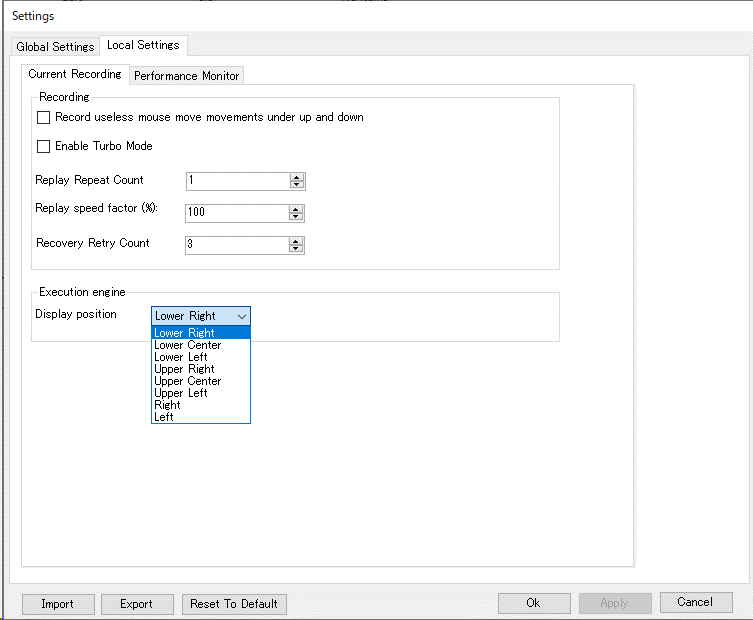 Settings
Global Settings Local Settings
Current Recording Performance Monitor
Recording
Record useless mouse move movements under up and down
Enable Turbo Mode
Replay Repeat Count 1
Replay speed factor (%): 100
Recovery Retry Count 3
Execution engine
Display position Lower Right
Lower Right
Lower Center
Lower Left
Upper Right
Upper Center
Upper Left
Right
Left
Import Export Reset To Default Ok Apply Cancel